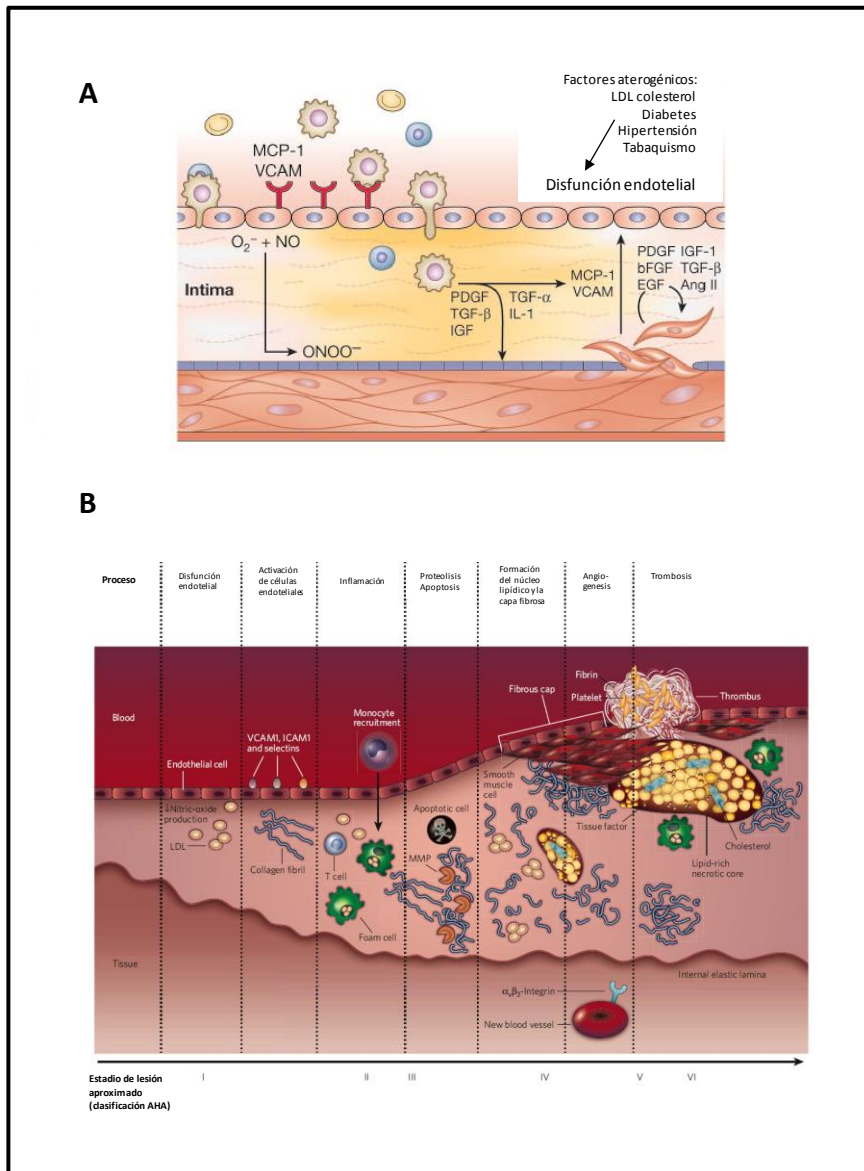 A
Factores aterogénicos:
LDL colesterol
Diabetes
Hipertensión
Tabaquismo
Disfunción endotelial
MCP-1
VCAM
O₂⁻ + NO
Intima
ONOO⁻
PDGF
TGF-β
IGF
TGF-α
IL-1
MCP-1
VCAM
PDGF IGF-1
bFGF TGF-β
EGF Ang II
B
Proceso
Disfunción
endotelial
Activación
de células
endoteliales
Inflamación
Proteolisis
Apoptosis
Formación
del núcleo
lipídico y la
capa fibrosa
Angio-
genesis
Trombosis
Blood
Endothelial cell
VCAM1, ICAM1
and selectins
Monocyte
recruitment
Fibrous cap
Fibrin
Platelet
Thrombus
↓Nitric-oxide
production
LDL
Collagen fibril
T cell
Foam cell
Apoptotic cell
MMP
Smooth
muscle
cell
Tissue factor
Cholesterol
Lipid-rich
necrotic core
Tissue
Internal elastic lamina
αᵥβ₃-Integrin
New blood vessel
Estadio de lesión
aproximado
(clasificación AHA)
I II III IV V VI